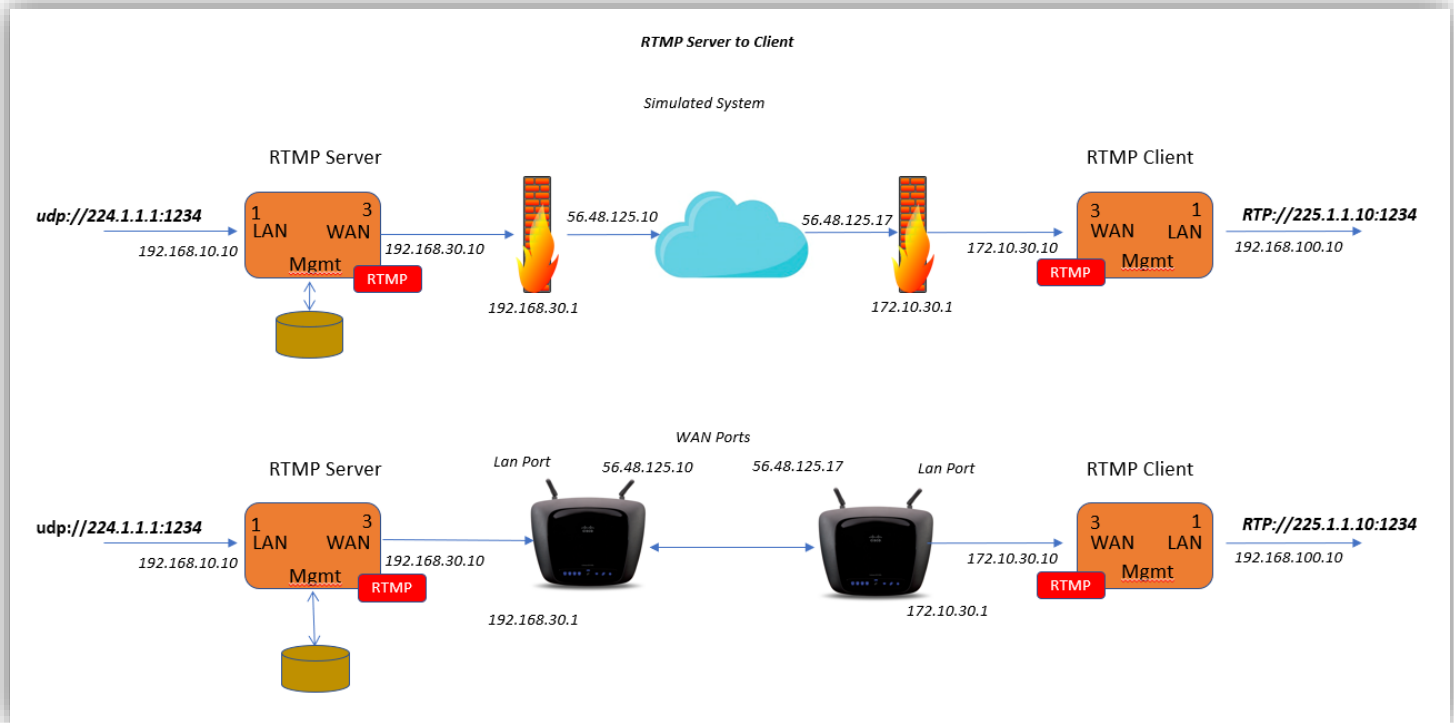 RTMP Server to Client
Simulated System
RTMP Server
RTMP Client
udp://224.1.1.1:1234
192.168.10.10
1
3
LAN
WAN
Mgmt
RTMP
192.168.30.10
192.168.30.1
56.48.125.10
56.48.125.17
172.10.30.1
172.10.30.10
3
1
WAN
LAN
Mgmt
RTMP
RTP://225.1.1.10:1234
192.168.100.10
WAN Ports
RTMP Server
Lan Port
56.48.125.10
56.48.125.17
Lan Port
RTMP Client
udp://224.1.1.1:1234
192.168.10.10
1
3
LAN
WAN
Mgmt
RTMP
192.168.30.10
192.168.30.1
172.10.30.1
172.10.30.10
3
1
WAN
LAN
Mgmt
RTMP
RTP://225.1.1.10:1234
192.168.100.10